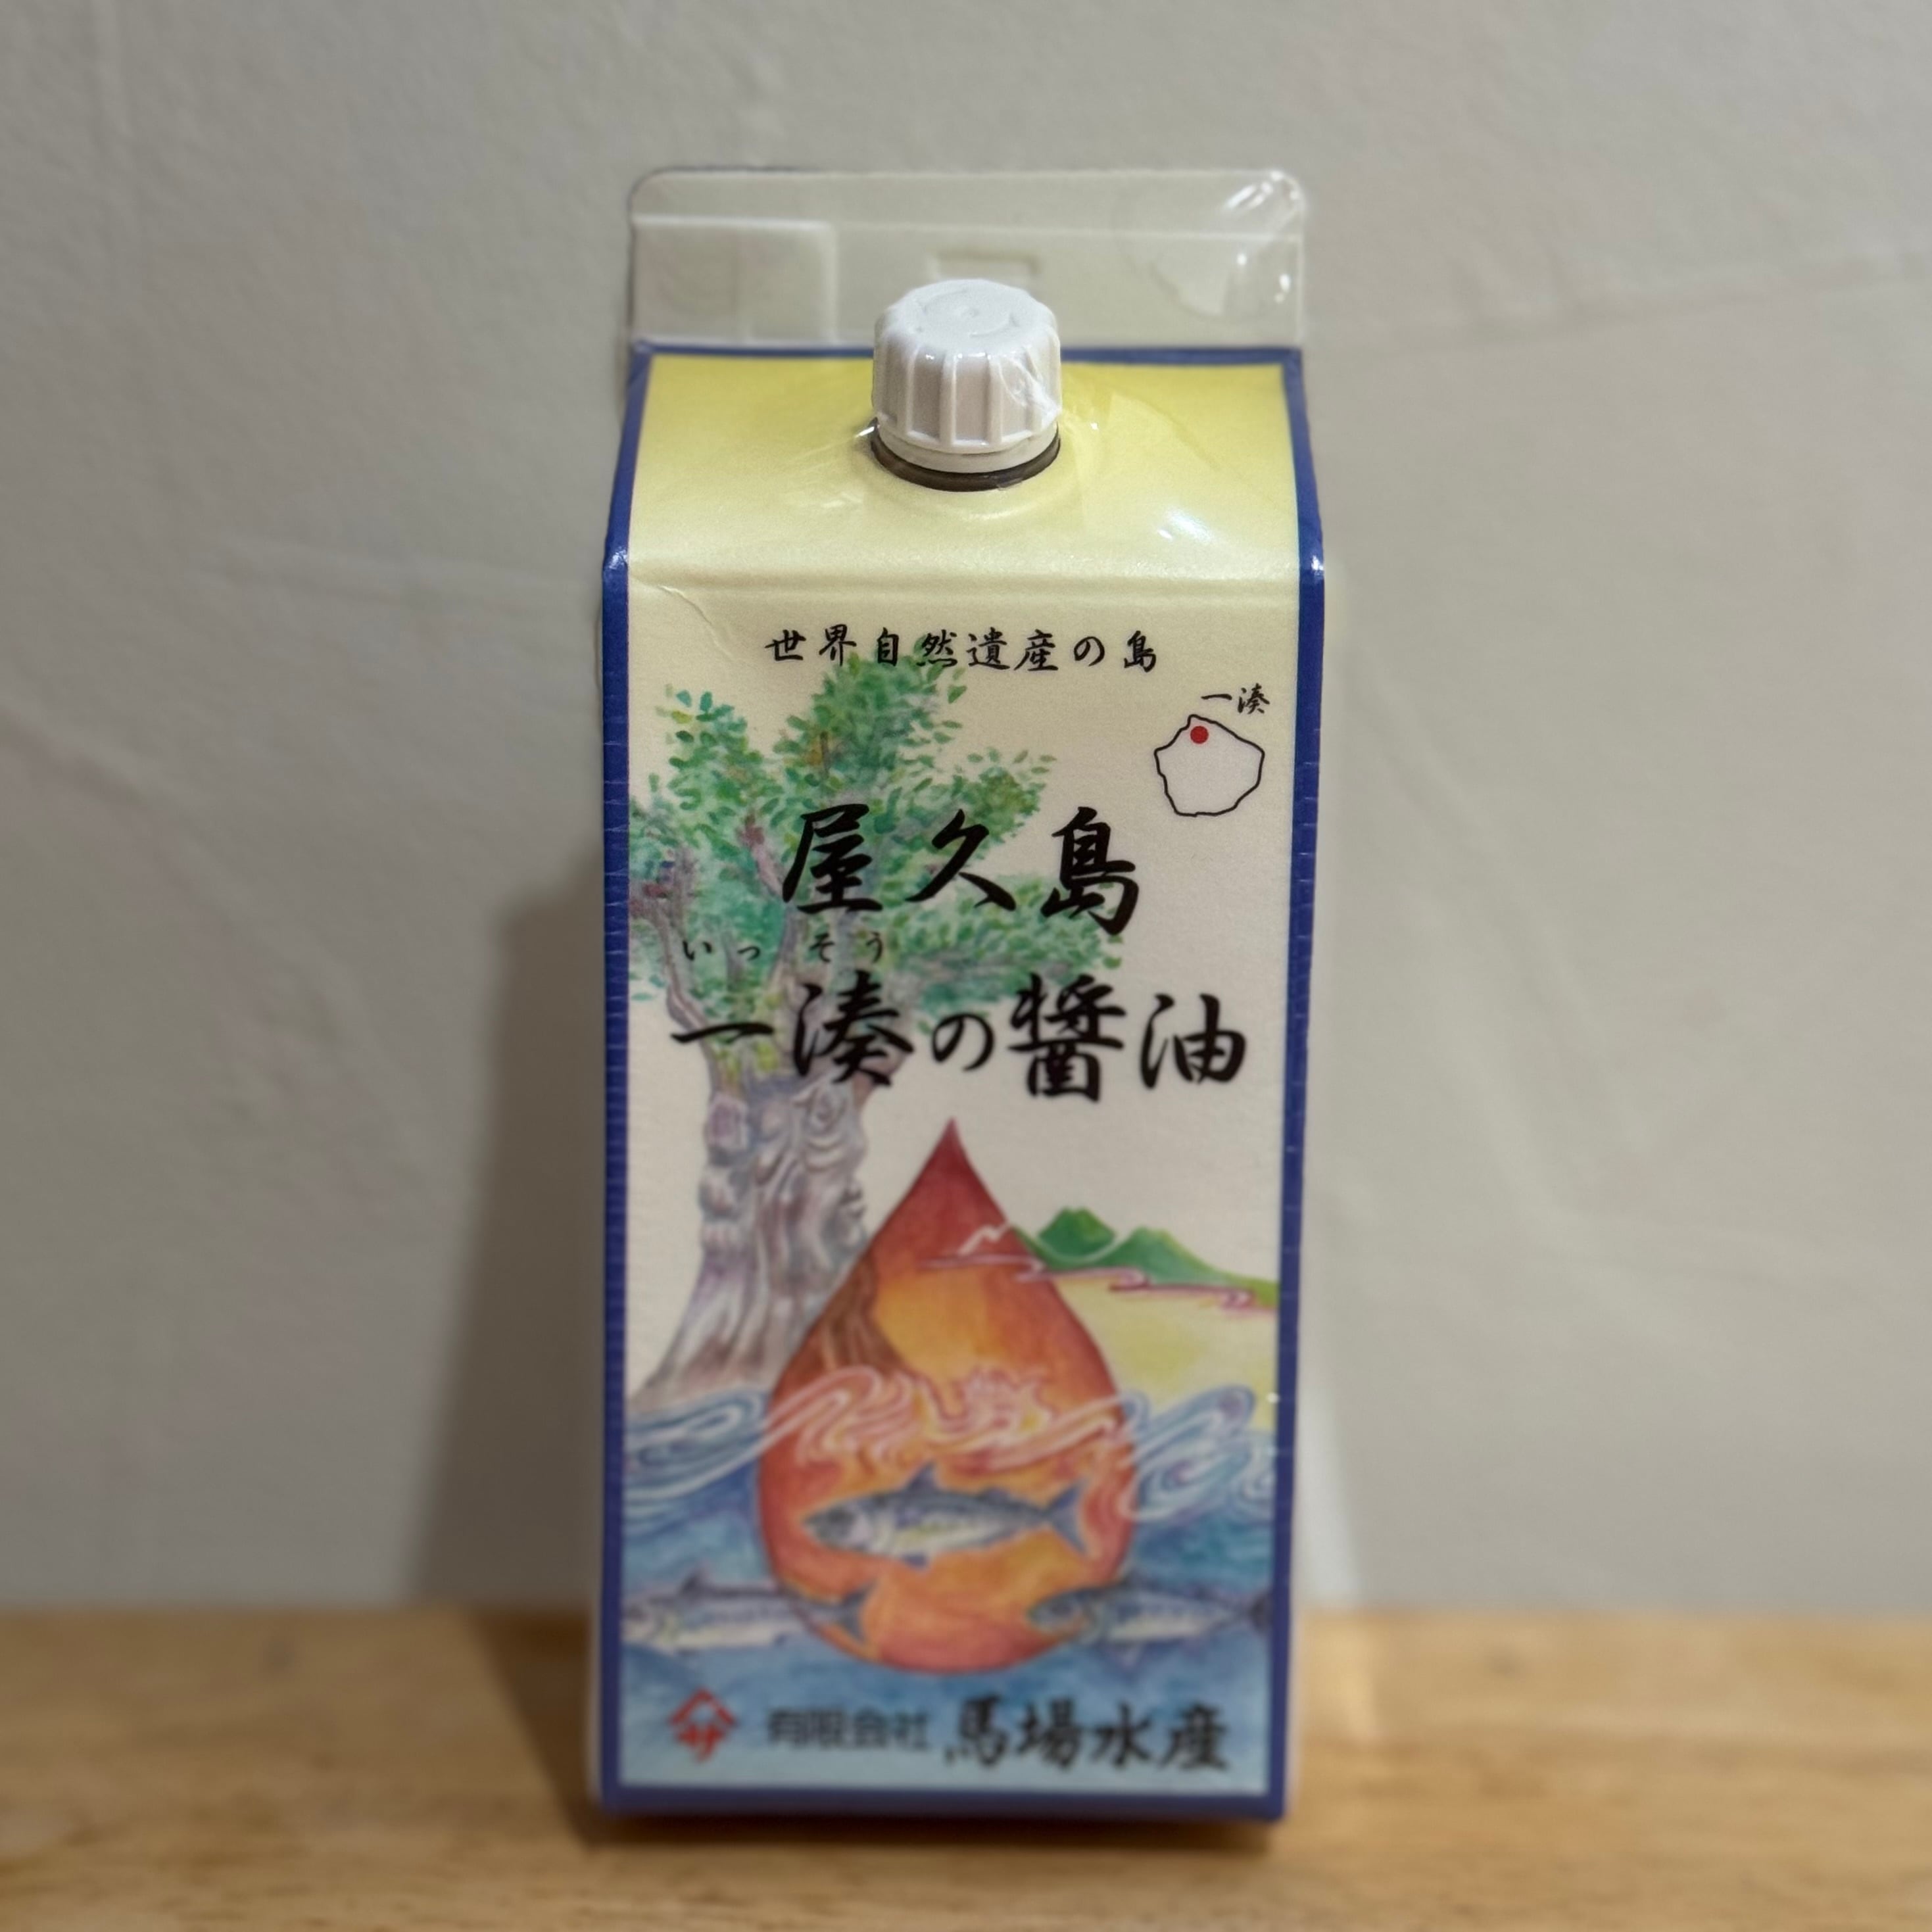 世界自然遺産の島
一湊
屋久島
いっそう
一湊の醤油
サ 有限会社 馬場水産